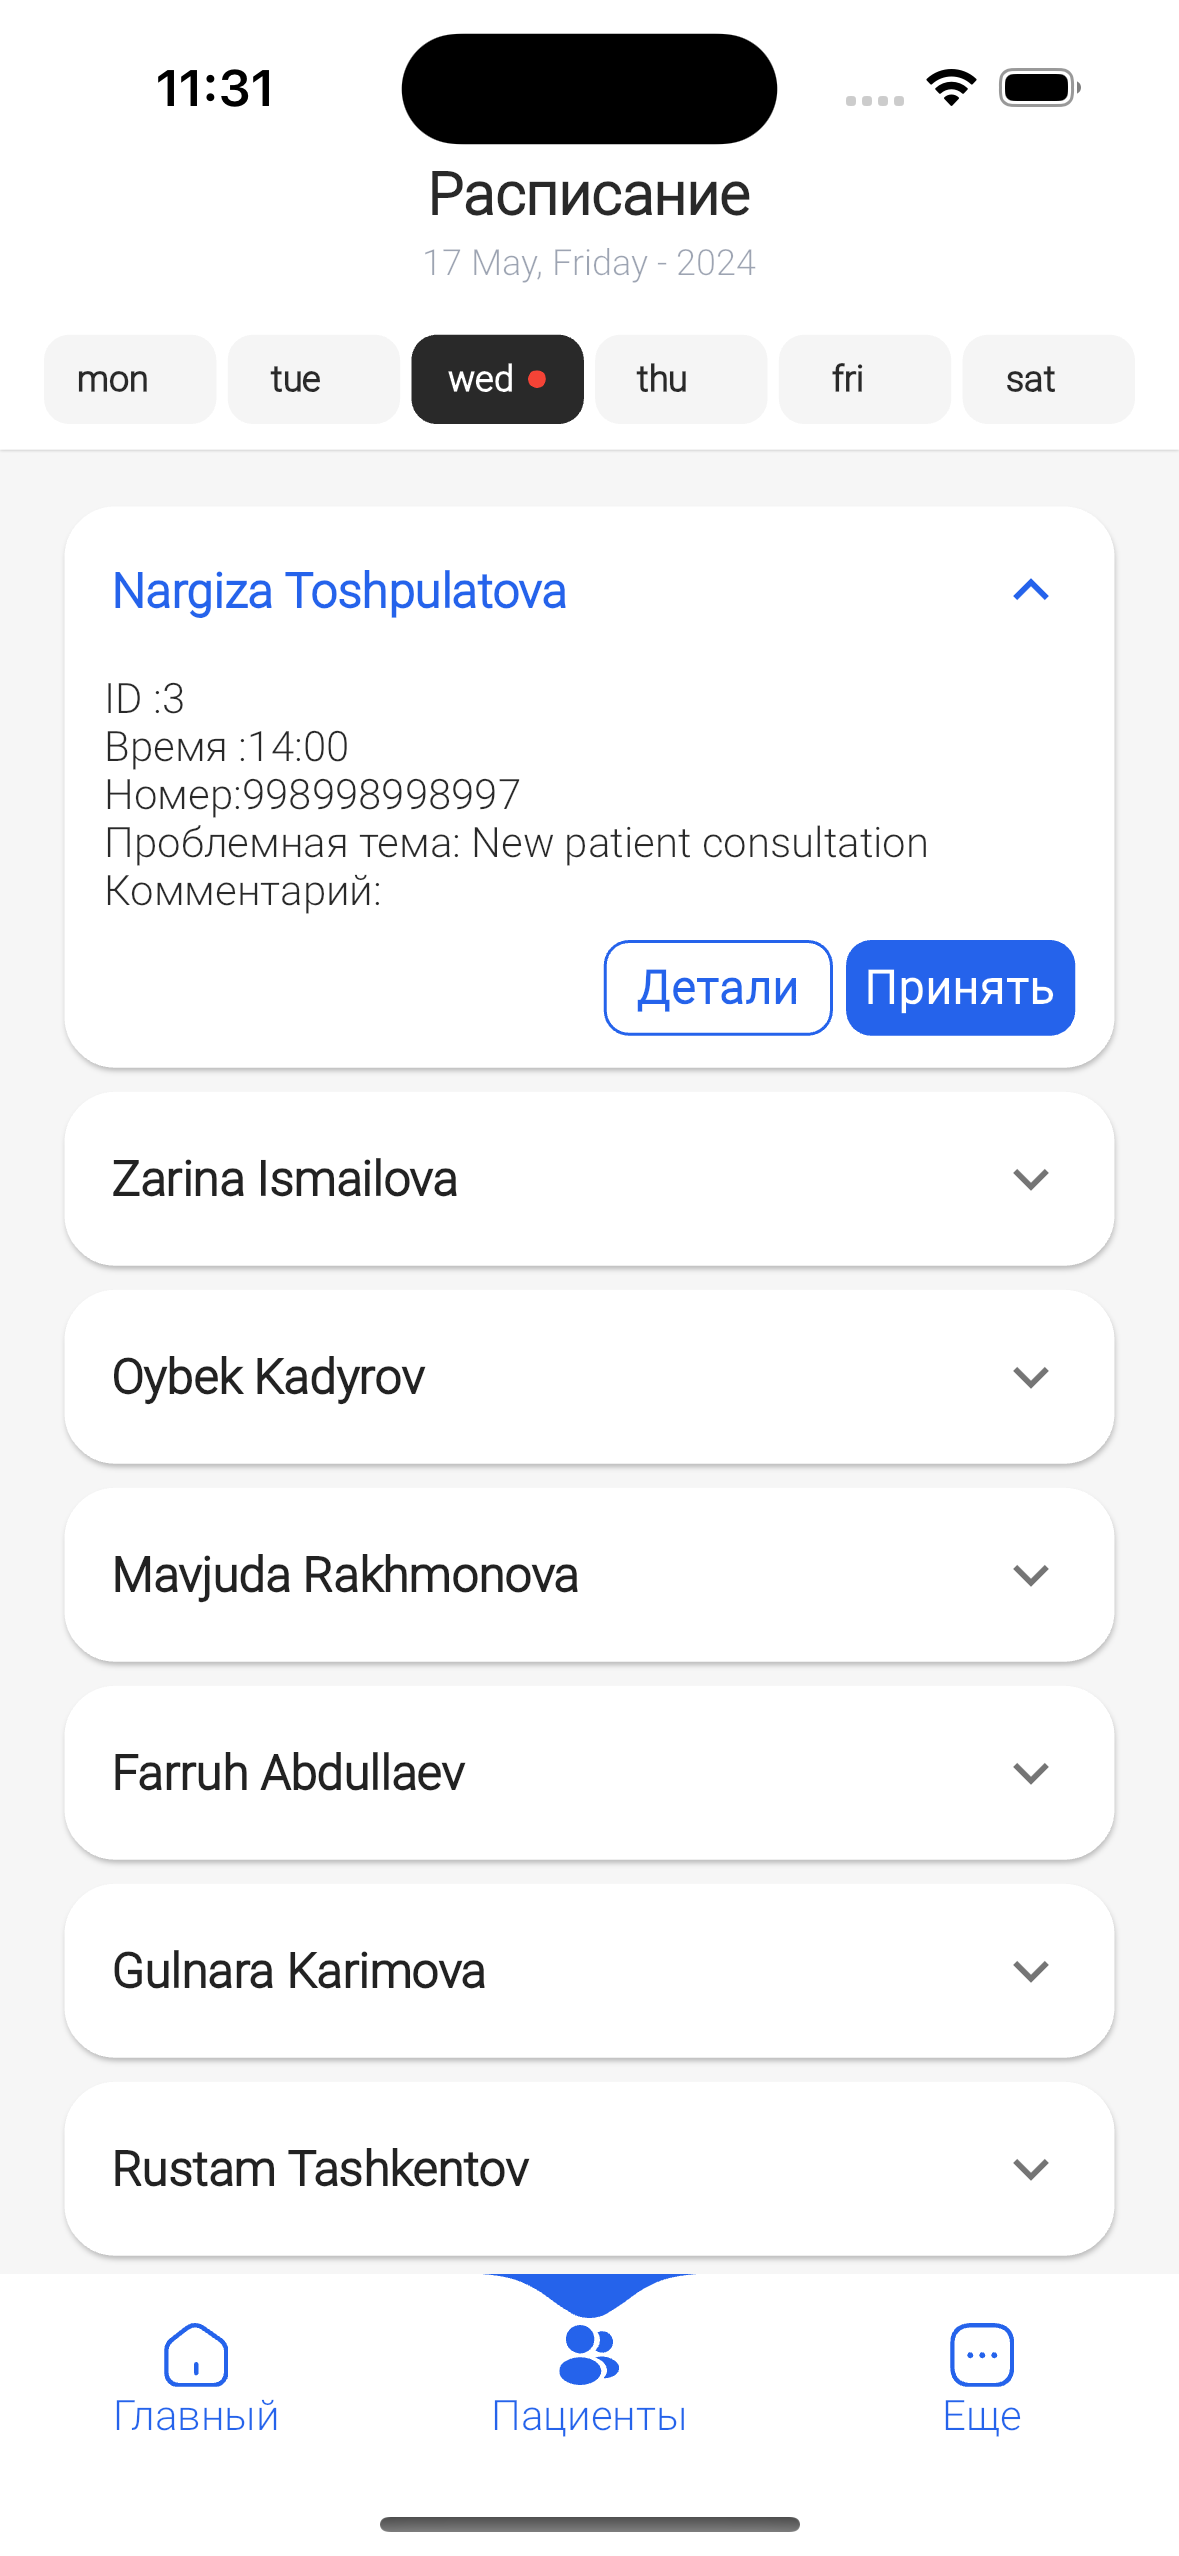 11:31
Расписание
17 May, Friday - 2024
mon tue wed thu fri sat
Nargiza Toshpulatova
ID :3
Время :14:00
Номер:998998998997
Проблемная тема: New patient consultation
Комментарий:
Детали Принять
Zarina Ismailova
Oybek Kadyrov
Mavjuda Rakhmonova
Farruh Abdullaev
Gulnara Karimova
Rustam Tashkentov
Главный Пациенты Еще